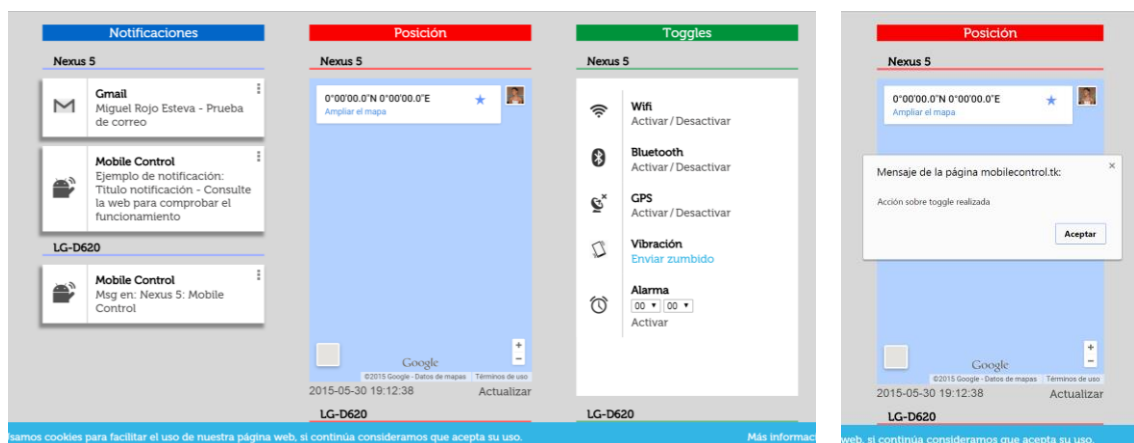 Notificaciones
Nexus 5
Gmail
Miguel Rojo Esteva - Prueba
de correo
Mobile Control
Ejemplo de notificación:
Titulo notificación - Consulte
la web para comprobar el
funcionamiento
LG-D620
Mobile Control
Msg en: Nexus 5: Mobile
Control
Posición
Nexus 5
0°00'00.0"N 0°00'00.0"E
Ampliar el mapa
Google
©2015 Google - Datos de mapas Términos de uso
2015-05-30 19:12:38 Actualizar
LG-D620
Toggles
Nexus 5
Wifi
Activar / Desactivar
Bluetooth
Activar / Desactivar
GPS
Activar / Desactivar
Vibración
Enviar zumbido
Alarma
00 00
Activar
LG-D620
Usamos cookies para facilitar el uso de nuestra página web, si continúa consideramos que acepta su uso. Más informac
Posición
Nexus 5
0°00'00.0"N 0°00'00.0"E
Ampliar el mapa
Mensaje de la página mobilecontrol.tk:
Acción sobre toggle realizada
Aceptar
Google
©2015 Google - Datos de mapas Términos de uso
2015-05-30 19:12:38 Actualizar
LG-D620
web, si continúa consideramos que acepta su uso.